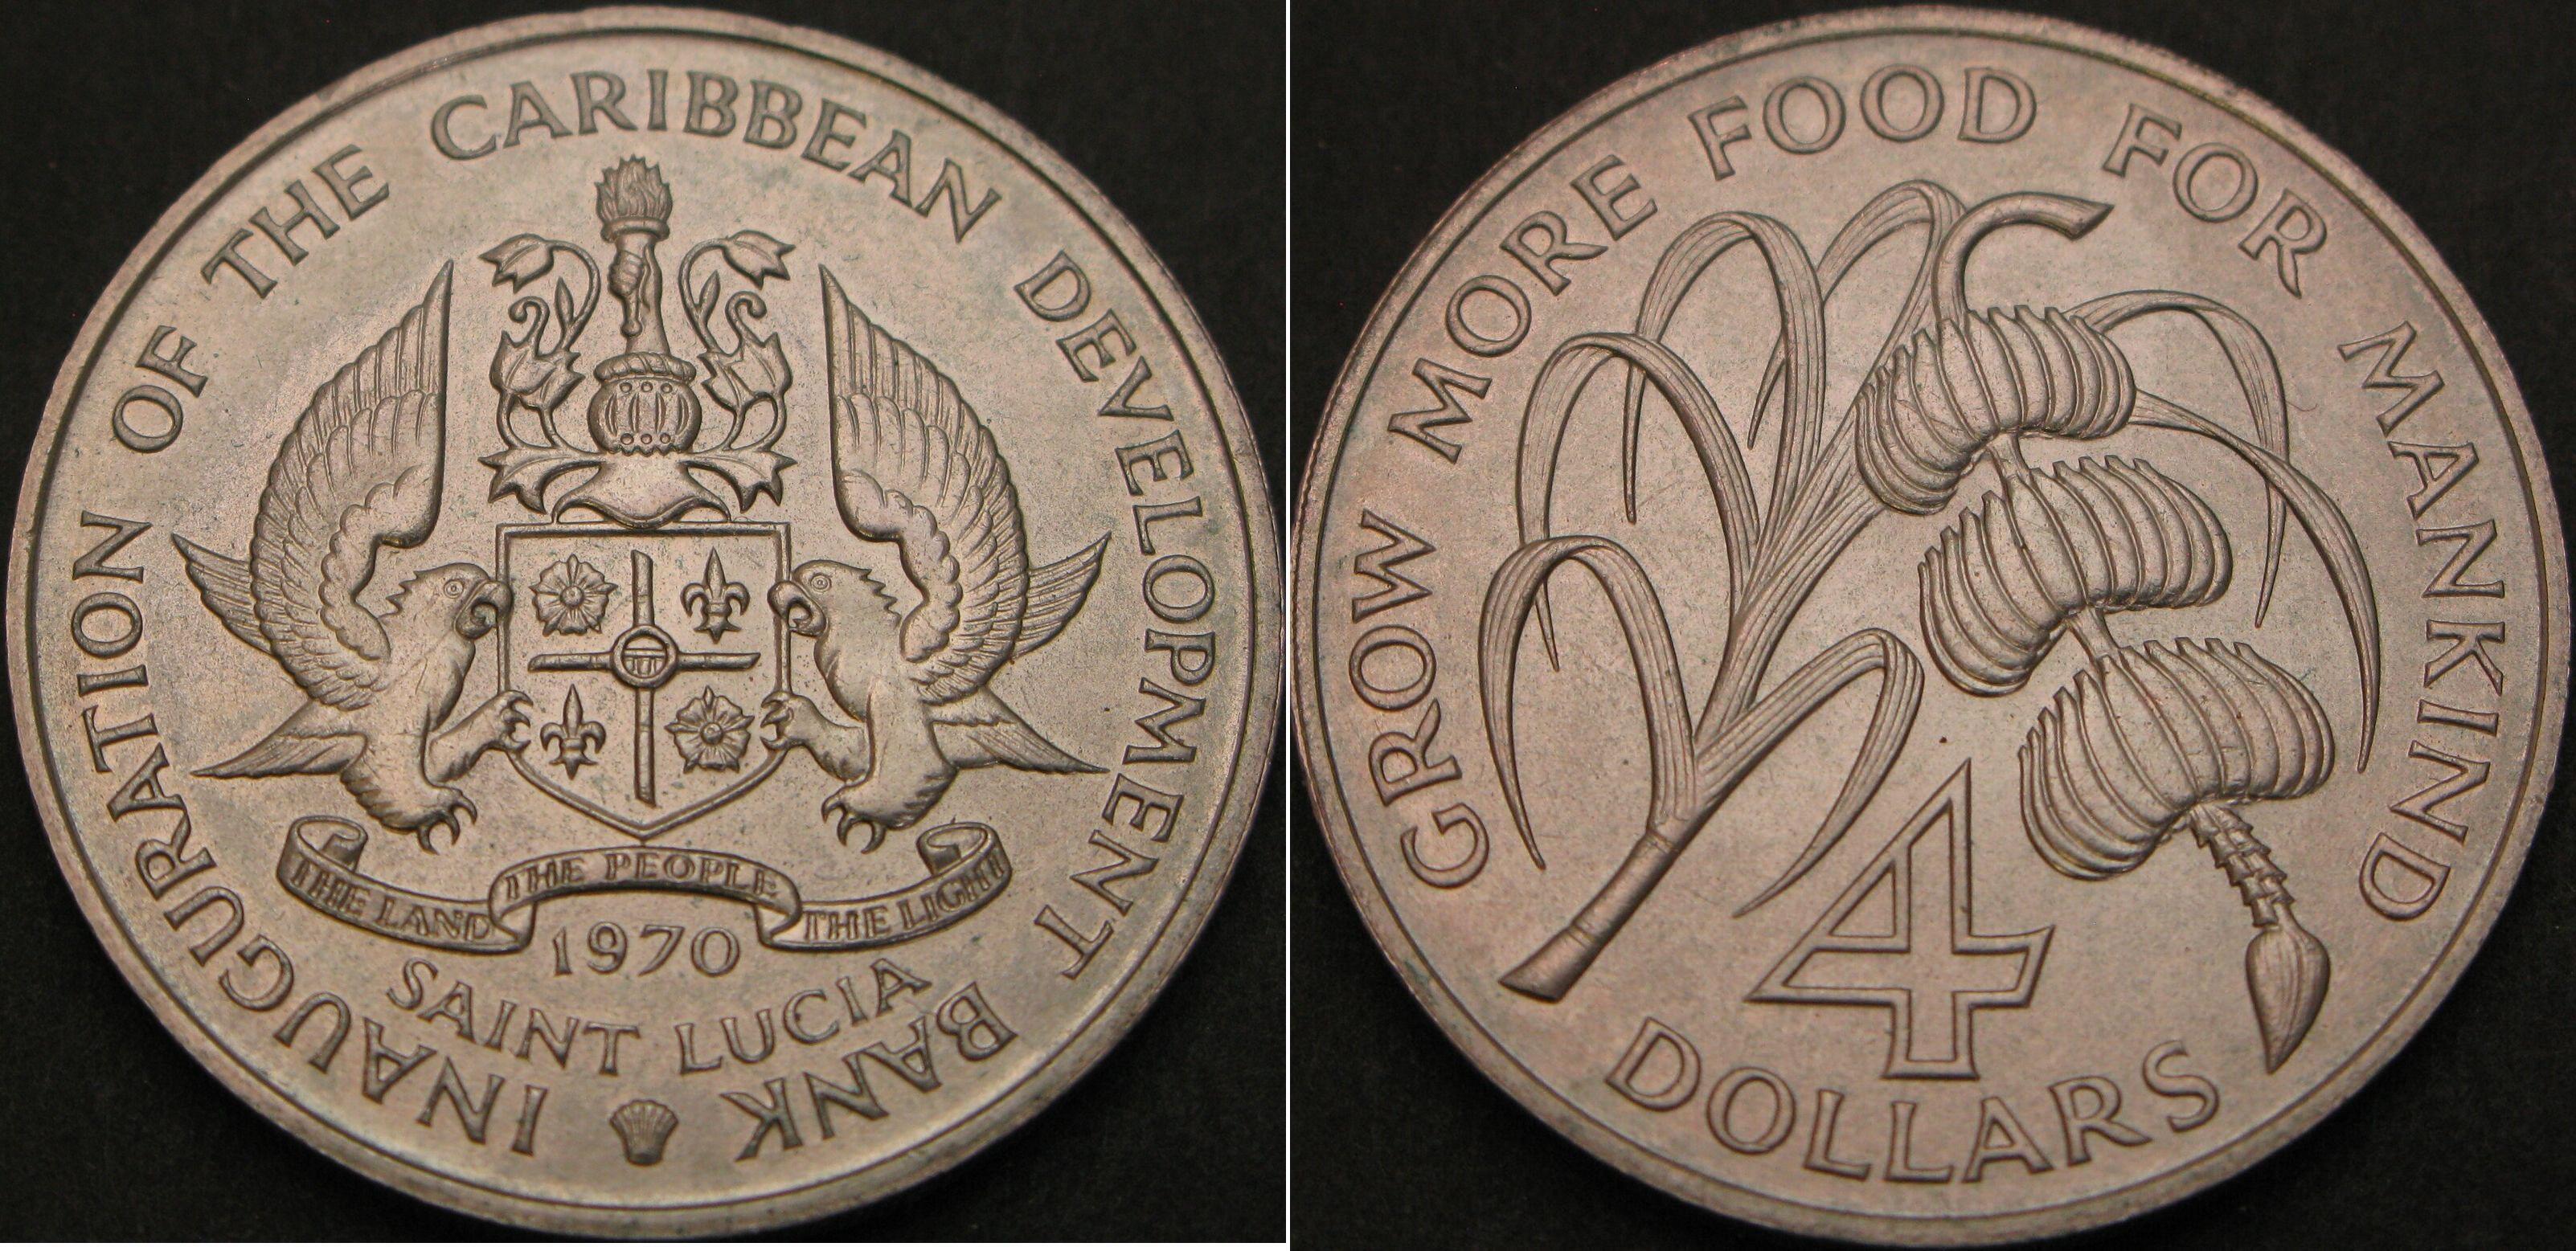 INAUGURATION OF THE CARIBBEAN DEVELOPMENT BANK
THE LAND THE PEOPLE THE LIGHT
1970
SAINT LUCIA
GROW MORE FOOD FOR MANKIND
4
DOLLARS